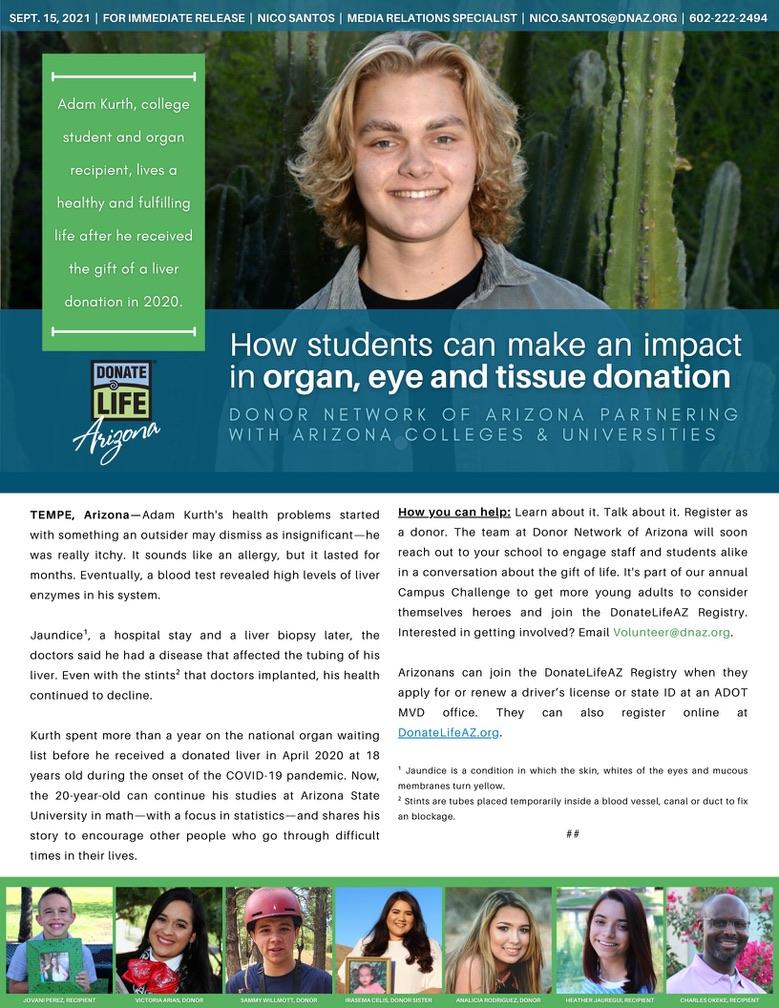 SEPT. 15, 2021 | FOR IMMEDIATE RELEASE | NICO SANTOS | MEDIA RELATIONS SPECIALIST | NICO.SANTOS@DNAZ.ORG | 602-222-2494
Adam Kurth, college
student and organ
recipient, lives a
healthy and fulfilling
life after he received
the gift of a liver
donation in 2020.
DONATE
LIFE
Arizona
How students can make an impact
in organ, eye and tissue donation
DONOR NETWORK OF ARIZONA PARTNERING
WITH ARIZONA COLLEGES & UNIVERSITIES
TEMPE, Arizona—Adam Kurth's health problems started
with something an outsider may dismiss as insignificant—he
was really itchy. It sounds like an allergy, but it lasted for
months. Eventually, a blood test revealed high levels of liver
enzymes in his system.
Jaundice¹, a hospital stay and a liver biopsy later, the
doctors said he had a disease that affected the tubing of his
liver. Even with the stints² that doctors implanted, his health
continued to decline.
Kurth spent more than a year on the national organ waiting
list before he received a donated liver in April 2020 at 18
years old during the onset of the COVID-19 pandemic. Now,
the 20-year-old can continue his studies at Arizona State
University in math—with a focus in statistics—and shares his
story to encourage other people who go through difficult
times in their lives.
How you can help: Learn about it. Talk about it. Register as
a donor. The team at Donor Network of Arizona will soon
reach out to your school to engage staff and students alike
in a conversation about the gift of life. It's part of our annual
Campus Challenge to get more young adults to consider
themselves heroes and join the DonateLifeAZ Registry.
Interested in getting involved? Email Volunteer@dnaz.org.
Arizonans can join the DonateLifeAZ Registry when they
apply for or renew a driver’s license or state ID at an ADOT
MVD office. They can also register online at
DonateLifeAZ.org.
¹ Jaundice is a condition in which the skin, whites of the eyes and mucous
membranes turn yellow.
² Stints are tubes placed temporarily inside a blood vessel, canal or duct to fix
an blockage.
##
JOVANI PEREZ, RECIPIENT
VICTORIA ARIAS, DONOR
SAMMY WILLMOTT, DONOR
IRASEMA CELIS, DONOR SISTER
ANALICIA RODRIGUEZ, DONOR
HEATHER JAUREGUI, RECIPIENT
CHARLES OKEKE, RECIPIENT